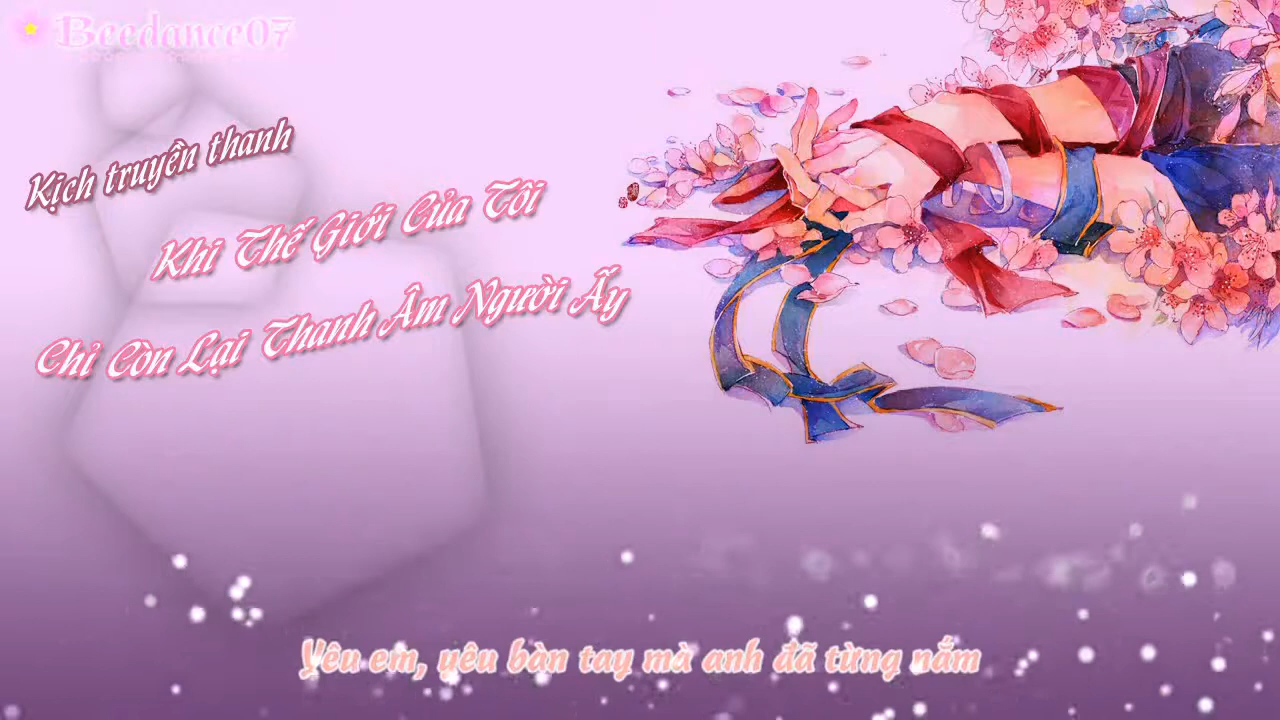 Beedance07
Kịch truyền thanh
Khi Thế Giới Của Tôi
Chỉ Còn Lại Thanh Âm Người Ấy
Yêu em, yêu bàn tay mà anh đã từng nắm